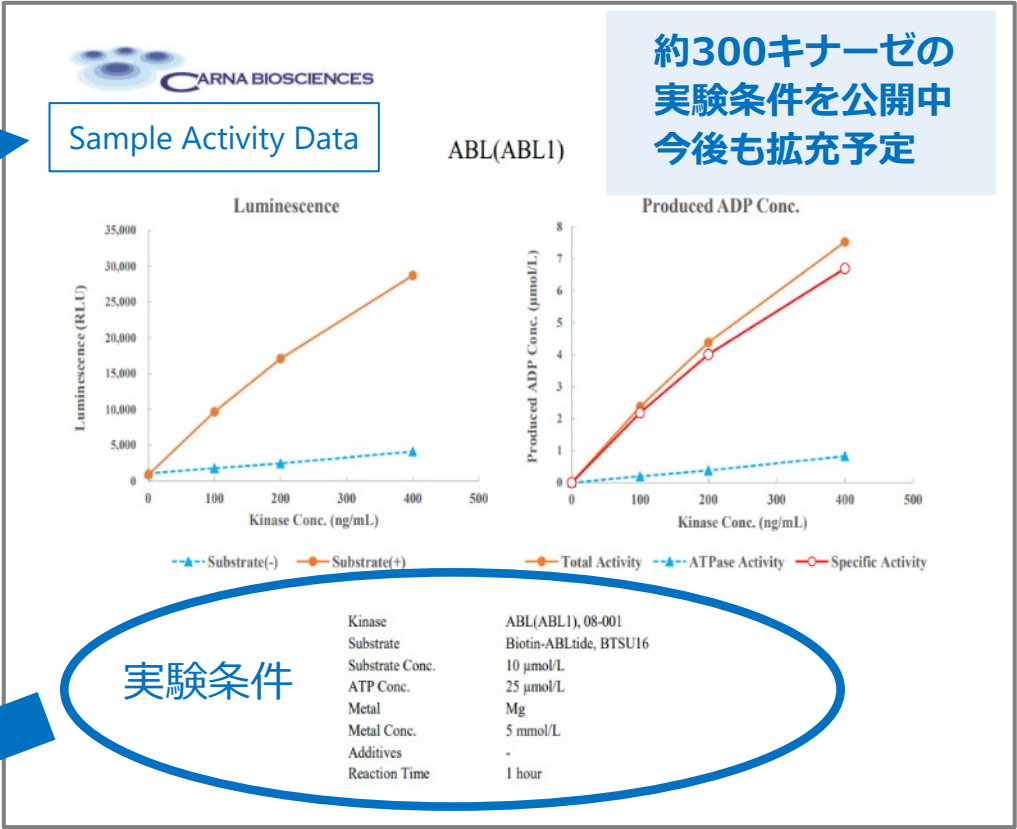 CARNA BIOSCIENCES
約300キナーゼの
実験条件を公開中
今後も拡充予定
Sample Activity Data
ABL(ABL1)
Luminescence
35,000
30,000
25,000
20,000
15,000
10,000
5,000
0
Luminescence (RLU)
0 100 200 300 400 500
Kinase Conc. (ng/mL)
Substrate(-) Substrate(+)
Produced ADP Conc.
8
7
6
5
4
3
2
1
0
Produced ADP Conc. (μmol/L)
0 100 200 300 400 500
Kinase Conc. (ng/mL)
Total Activity ATPase Activity Specific Activity
実験条件
Kinase ABL(ABL1), 08-001
Substrate Biotin-ABLtide, BTSU16
Substrate Conc. 10 μmol/L
ATP Conc. 25 μmol/L
Metal Mg
Metal Conc. 5 mmol/L
Additives -
Reaction Time 1 hour